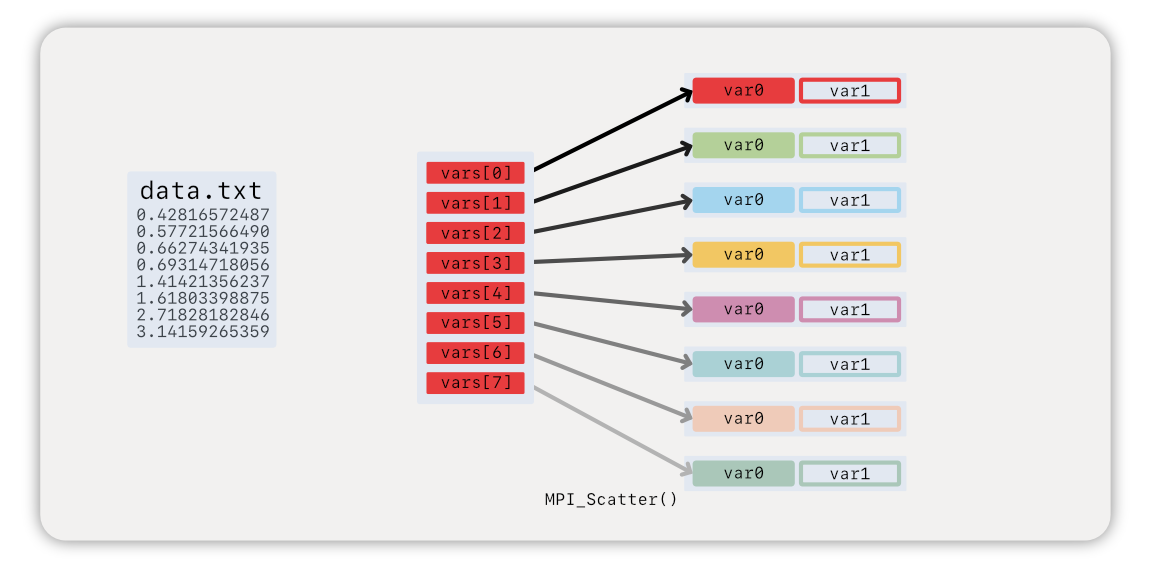 data.txt
0.42816572487
0.57721566490
0.66274341935
0.69314718056
1.41421356237
1.61803398875
2.71828182846
3.14159265359
vars[0]
vars[1]
vars[2]
vars[3]
vars[4]
vars[5]
vars[6]
vars[7]
var0 var1
var0 var1
var0 var1
var0 var1
var0 var1
var0 var1
var0 var1
var0 var1
MPI_Scatter()